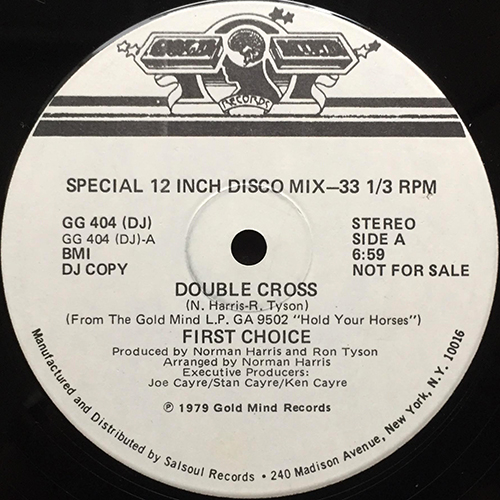 GOLD MIND
RECORDS
SPECIAL 12 INCH DISCO MIX—33 1/3 RPM
GG 404 (DJ)
GG 404 (DJ)-A
BMI
DJ COPY
STEREO
SIDE A
6:59
NOT FOR SALE
DOUBLE CROSS
(N. Harris-R. Tyson)
(From The Gold Mind L.P. GA 9502 "Hold Your Horses")
FIRST CHOICE
Produced by Norman Harris and Ron Tyson
Arranged by Norman Harris
Executive Producers:
Joe Cayre/Stan Cayre/Ken Cayre
℗ 1979 Gold Mind Records
Manufactured and Distributed by Salsoul Records • 240 Madison Avenue, New York, N.Y. 10016